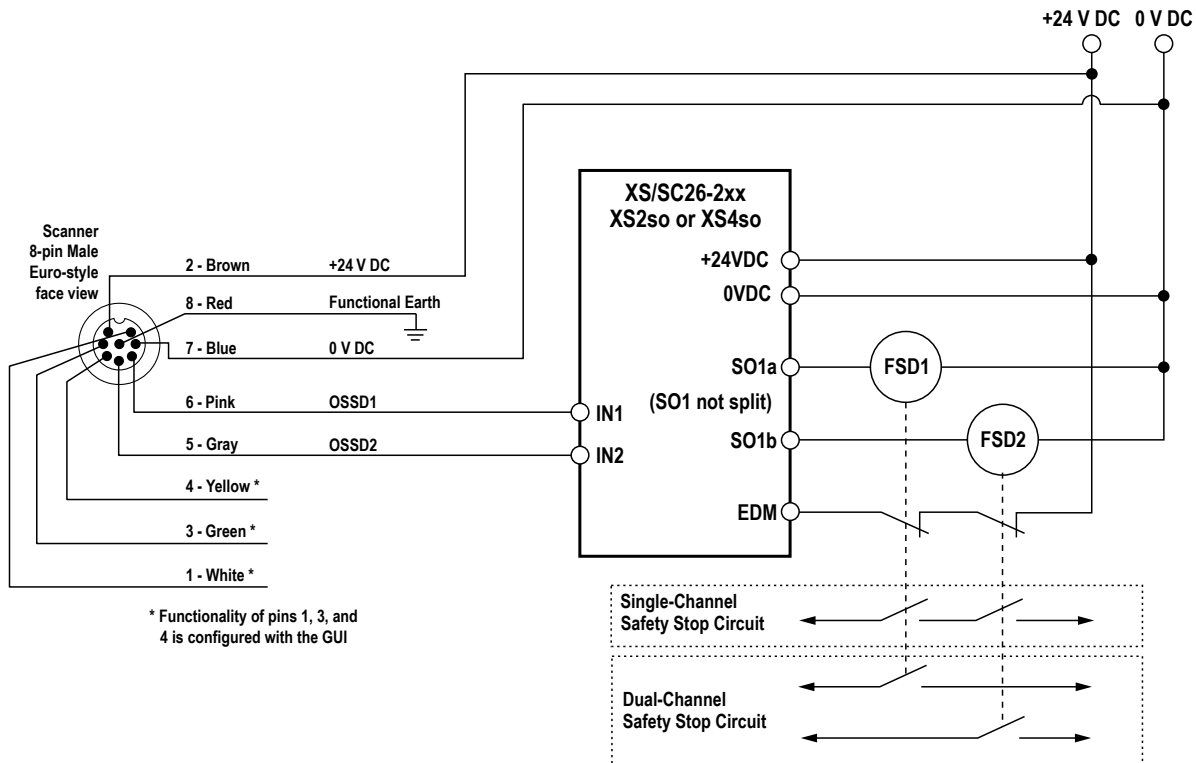 +24 V DC 0 V DC
XS/SC26-2xx
XS2so or XS4so
Scanner
8-pin Male
Euro-style
face view
2 - Brown +24 V DC
8 - Red Functional Earth
7 - Blue 0 V DC
6 - Pink OSSD1
5 - Gray OSSD2
4 - Yellow *
3 - Green *
1 - White *
* Functionality of pins 1, 3, and
4 is configured with the GUI
+24VDC
0VDC
SO1a
FSD1
(SO1 not split)
IN1
SO1b
FSD2
IN2
EDM
Single-Channel
Safety Stop Circuit
Dual-Channel
Safety Stop Circuit